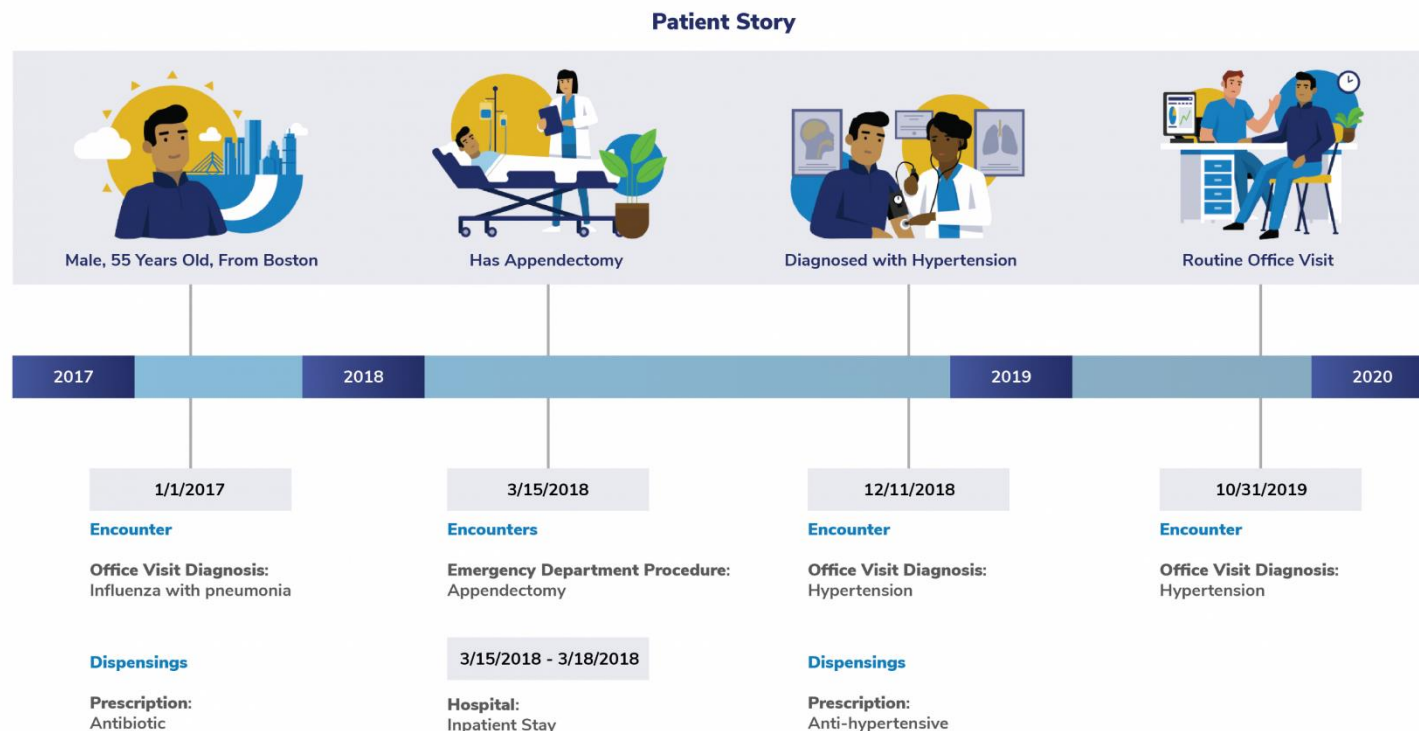 Patient Story
Male, 55 Years Old, From Boston
Has Appendectomy
Diagnosed with Hypertension
Routine Office Visit
2017
2018
2019
2020
1/1/2017
Encounter
Office Visit Diagnosis:
Influenza with pneumonia
Dispensings
Prescription:
Antibiotic
3/15/2018
Encounters
Emergency Department Procedure:
Appendectomy
3/15/2018 - 3/18/2018
Hospital:
Inpatient Stay
12/11/2018
Encounter
Office Visit Diagnosis:
Hypertension
Dispensings
Prescription:
Anti-hypertensive
10/31/2019
Encounter
Office Visit Diagnosis:
Hypertension